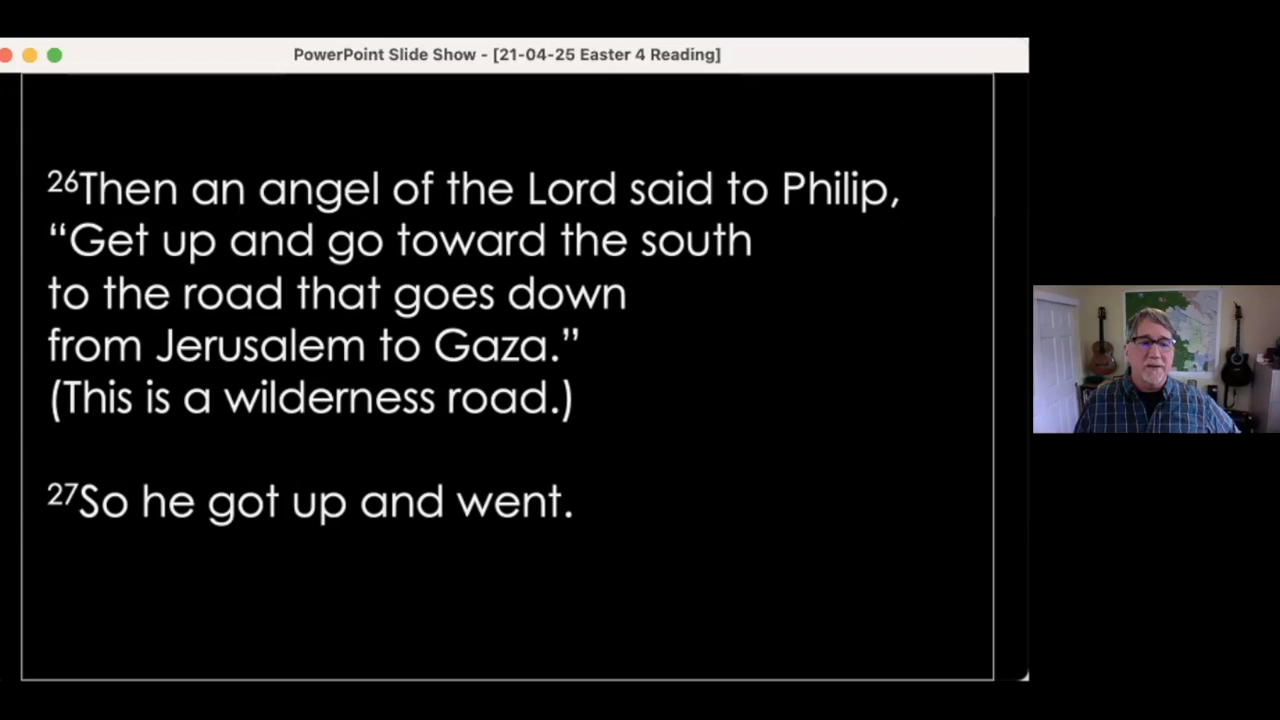 PowerPoint Slide Show - [21-04-25 Easter 4 Reading]
26Then an angel of the Lord said to Philip,
“Get up and go toward the south
to the road that goes down
from Jerusalem to Gaza.”
(This is a wilderness road.)
27So he got up and went.